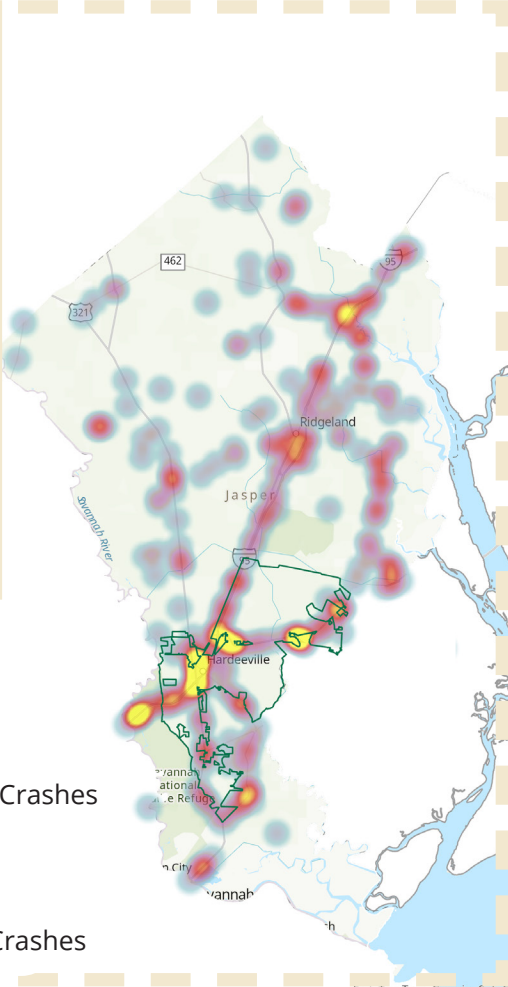 462
95
321
Ridgeland
Jasper
Savannah River
Hardeeville
Crashes
Crashes